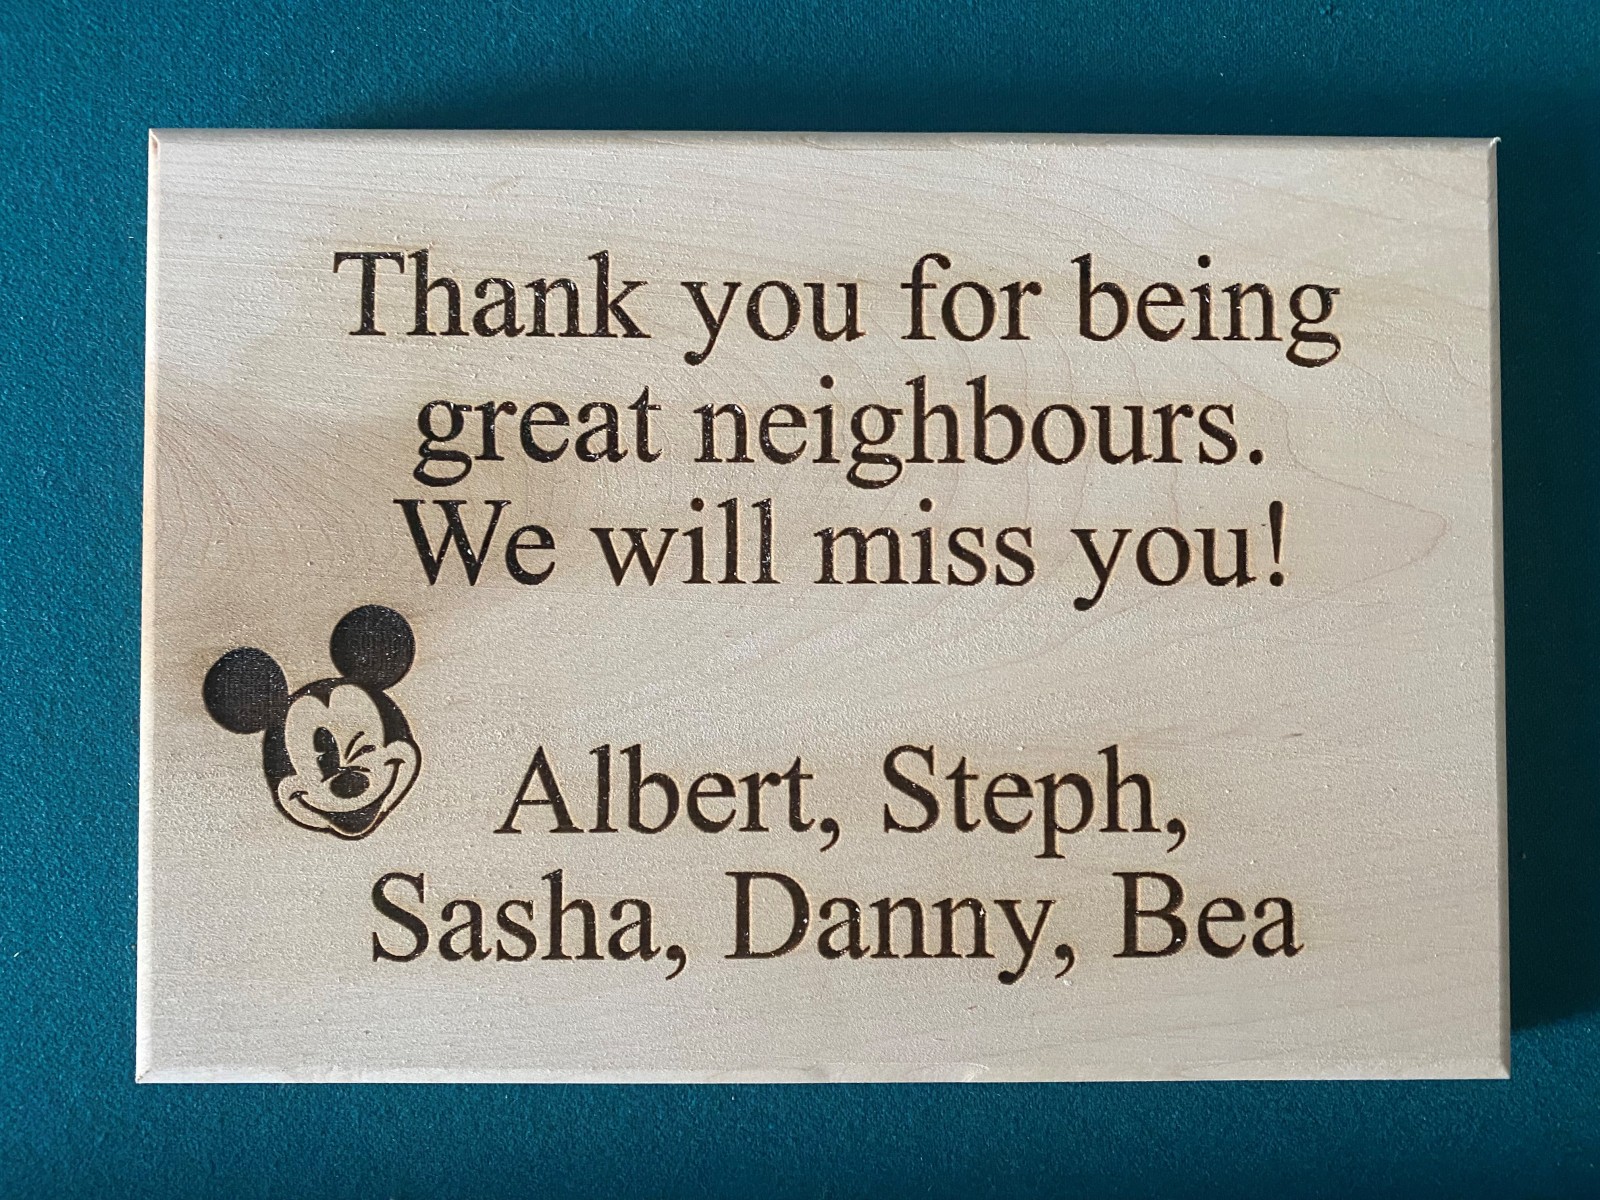 Thank you for being
great neighbours.
We will miss you!
Albert, Steph,
Sasha, Danny, Bea